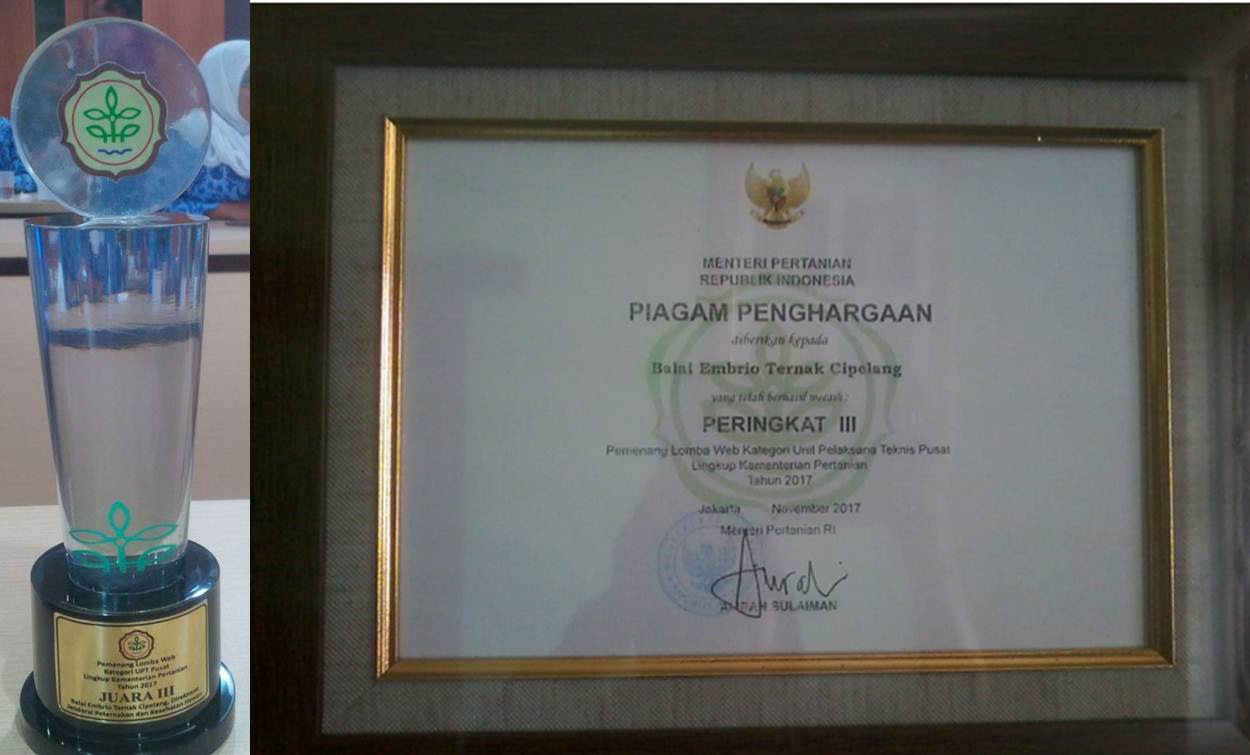 Pemenang Lomba Web
Kategori UPT Pusat
Lingkup Kementerian Pertanian
Tahun 2017
JUARA III
Balai Embrio Ternak Cipelang, Direktorat
Jenderal Peternakan dan Kesehatan Hewan
MENTERI PERTANIAN
REPUBLIK INDONESIA
PIAGAM PENGHARGAAN
diberikan kepada
Balai Embrio Ternak Cipelang
yang telah berhasil meraih :
PERINGKAT III
Pemenang Lomba Web Kategori Unit Pelaksana Teknis Pusat
Lingkup Kementerian Pertanian
Tahun 2017
Jakarta, November 2017
Menteri Pertanian RI
AMRAN SULAIMAN